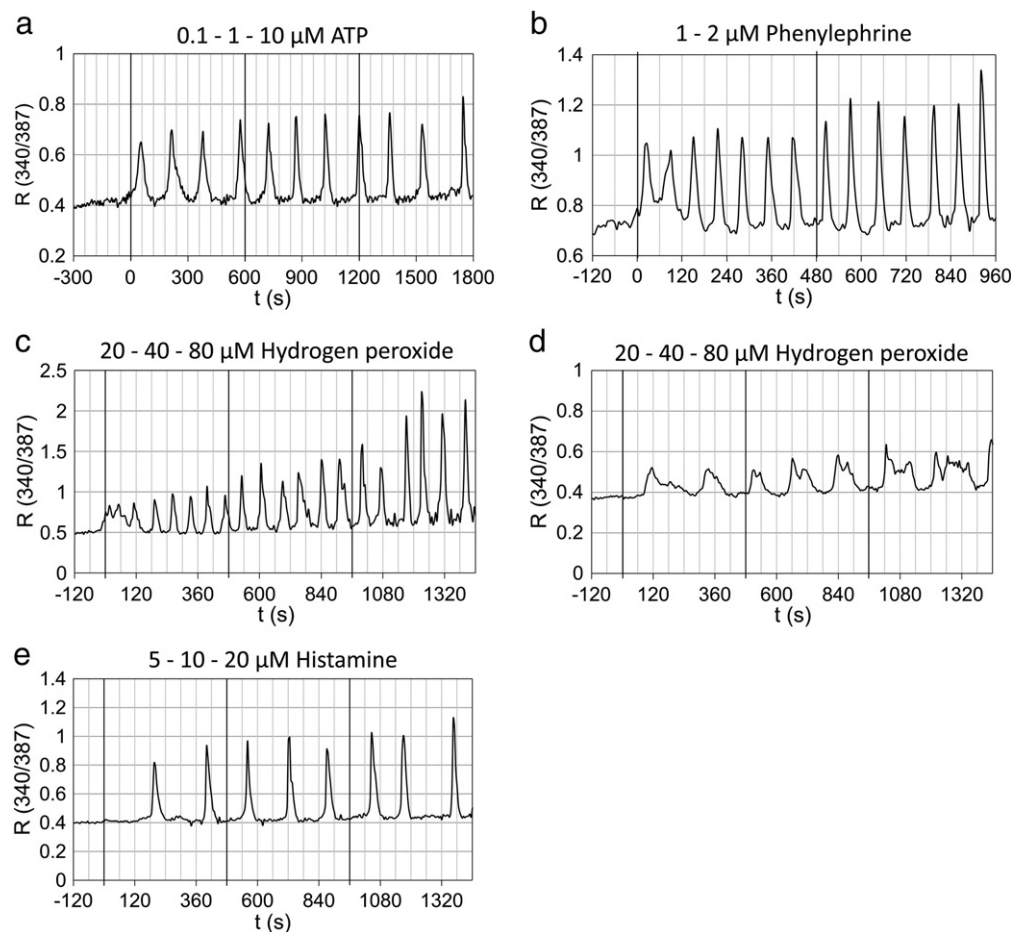 a
0.1 - 1 - 10 µM ATP
R (340/387)
1
0.8
0.6
0.4
0.2
-300 0 300 600 900 1200 1500 1800
t (s)
b
1 - 2 µM Phenylephrine
R (340/387)
1.4
1.2
1
0.8
0.6
-120 0 120 240 360 480 600 720 840 960
t (s)
c
20 - 40 - 80 µM Hydrogen peroxide
R (340/387)
2.5
2
1.5
1
0.5
0
-120 120 360 600 840 1080 1320
t (s)
d
20 - 40 - 80 µM Hydrogen peroxide
R (340/387)
1
0.8
0.6
0.4
0.2
0
-120 120 360 600 840 1080 1320
t (s)
e
5 - 10 - 20 µM Histamine
R (340/387)
1.4
1.2
1
0.8
0.6
0.4
0.2
0
-120 120 360 600 840 1080 1320
t (s)